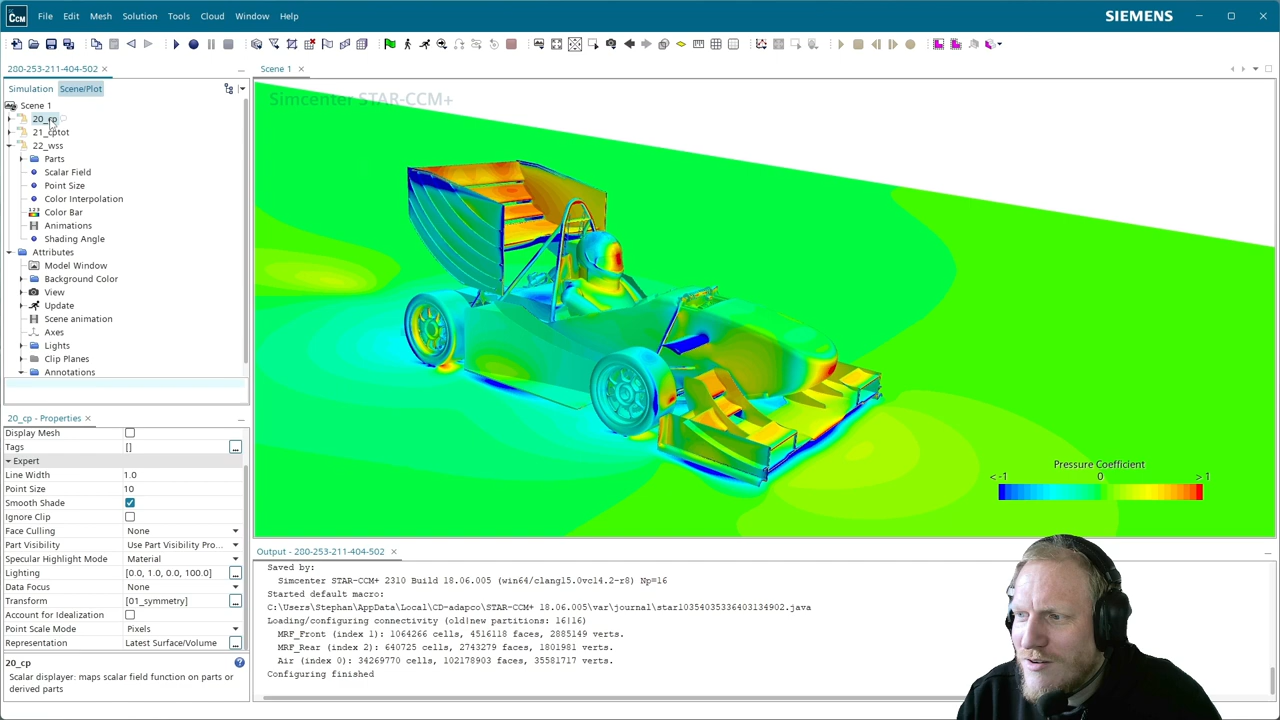 CCM
File Edit Mesh Solution Tools Cloud Window Help
SIEMENS
280-253-211-404-502
Scene 1
Simulation Scene/Plot
Scene 1
20_cp
21_cptot
22_wss
Parts
Scalar Field
Point Size
Color Interpolation
Color Bar
Animations
Shading Angle
Attributes
Model Window
Background Color
View
Update
Scene animation
Axes
Lights
Clip Planes
Annotations
Simcenter STAR-CCM+
Pressure Coefficient
< -1 0 > 1
20_cp - Properties
Display Mesh
Tags []
Expert
Line Width 1.0
Point Size 10
Smooth Shade
Ignore Clip
Face Culling None
Part Visibility Use Part Visibility Pro...
Specular Highlight Mode Material
Lighting [0.0, 1.0, 0.0, 100.0]
Data Focus None
Transform [01_symmetry]
Account for Idealization
Point Scale Mode Pixels
Representation Latest Surface/Volume
20_cp
Scalar displayer: maps scalar field function on parts or
derived parts
Output - 280-253-211-404-502
Saved by:
Simcenter STAR-CCM+ 2310 Build 18.06.005 (win64/clang15.0vc14.2-r8) Np=16
Started default macro:
C:\Users\Stephan\AppData\Local\CD-adapco\STAR-CCM+ 18.06.005\var\journal\star10354035336403134902.java
Loading/configuring connectivity (old|new partitions: 16|16)
MRF_Front (index 1): 1064266 cells, 4516118 faces, 2885149 verts.
MRF_Rear (index 2): 640725 cells, 2743279 faces, 1801981 verts.
Air (index 0): 34269770 cells, 102178903 faces, 35581717 verts.
Configuring finished